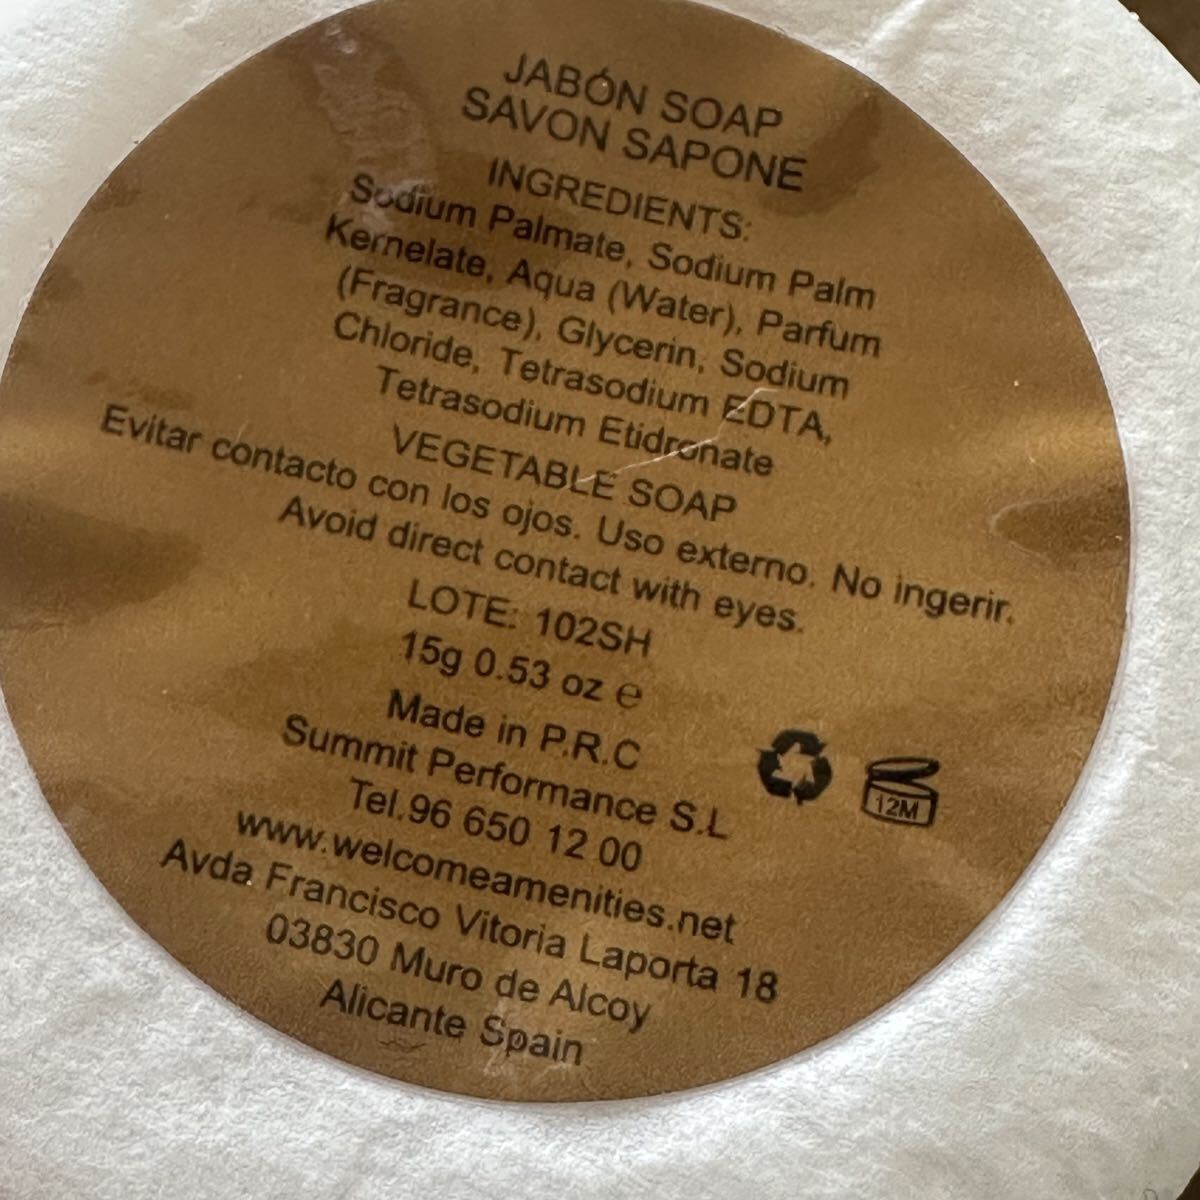 JABÓN SOAP
SAVON SAPONE
INGREDIENTS:
Sodium Palmate, Sodium Palm
Kernelate, Aqua (Water), Parfum
(Fragrance), Glycerin, Sodium
Chloride, Tetrasodium EDTA,
Tetrasodium Etidronate
VEGETABLE SOAP
Evitar contacto con los ojos. Uso externo. No ingerir.
Avoid direct contact with eyes.
LOTE: 102SH
15g 0.53 oz ℮
Made in P.R.C
Summit Performance S.L
Tel.96 650 12 00
www.welcomeamenities.net
Avda Francisco Vitoria Laporta 18
03830 Muro de Alcoy
Alicante Spain
12M